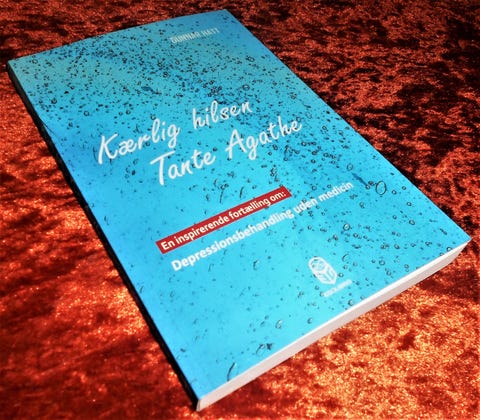 GUNNAR HATT
Kærlig hilsen
Tante Agathe
En inspirerende fortælling om:
Depressionsbehandling uden medicin